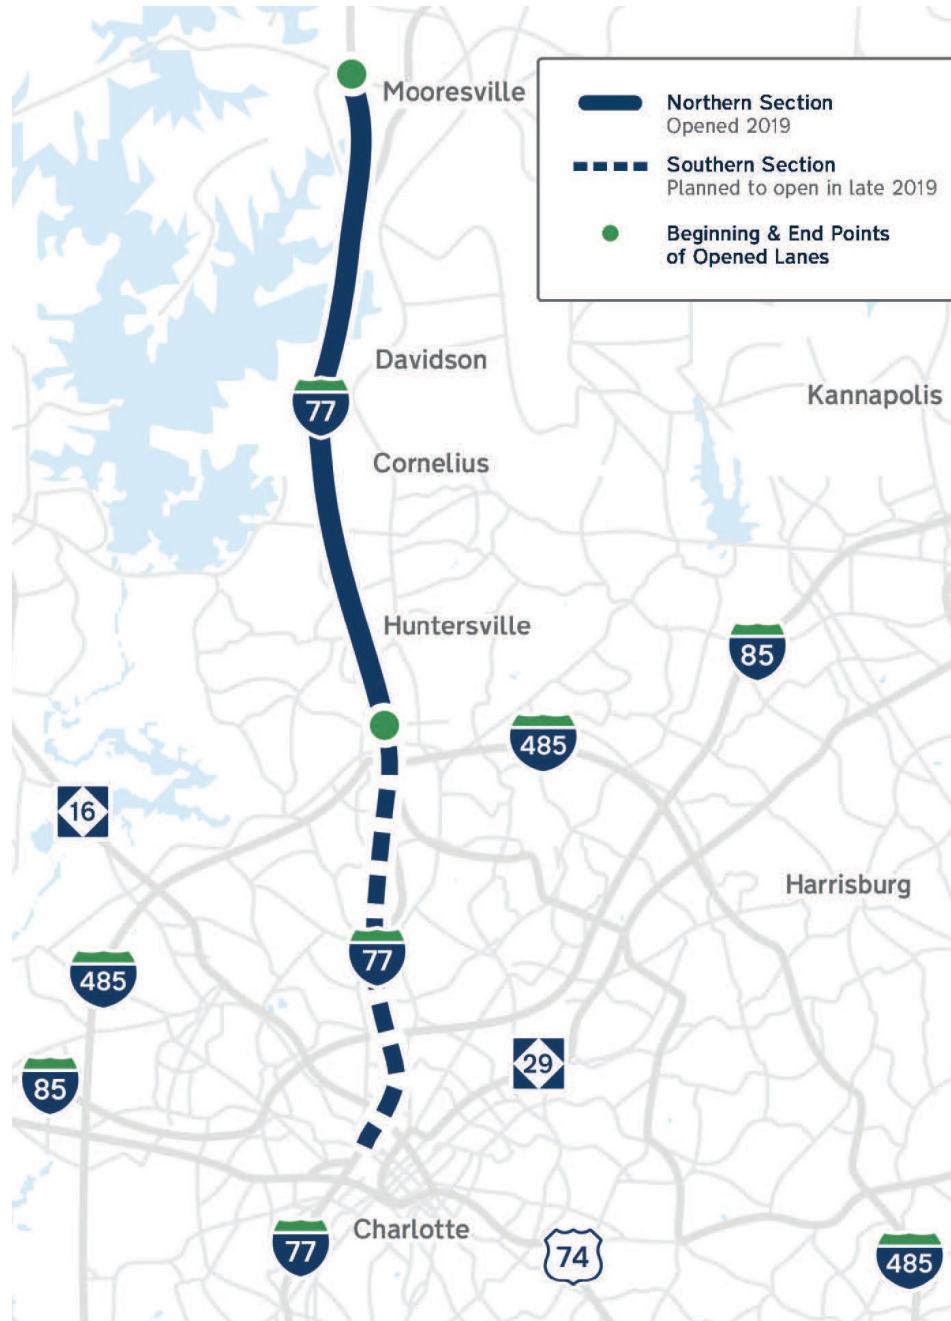 Mooresville
Northern Section
Opened 2019
Southern Section
Planned to open in late 2019
Beginning & End Points
of Opened Lanes
Davidson
Kannapolis
77
Cornelius
Huntersville
85
485
16
Harrisburg
77
485
29
85
Charlotte
77
74
485